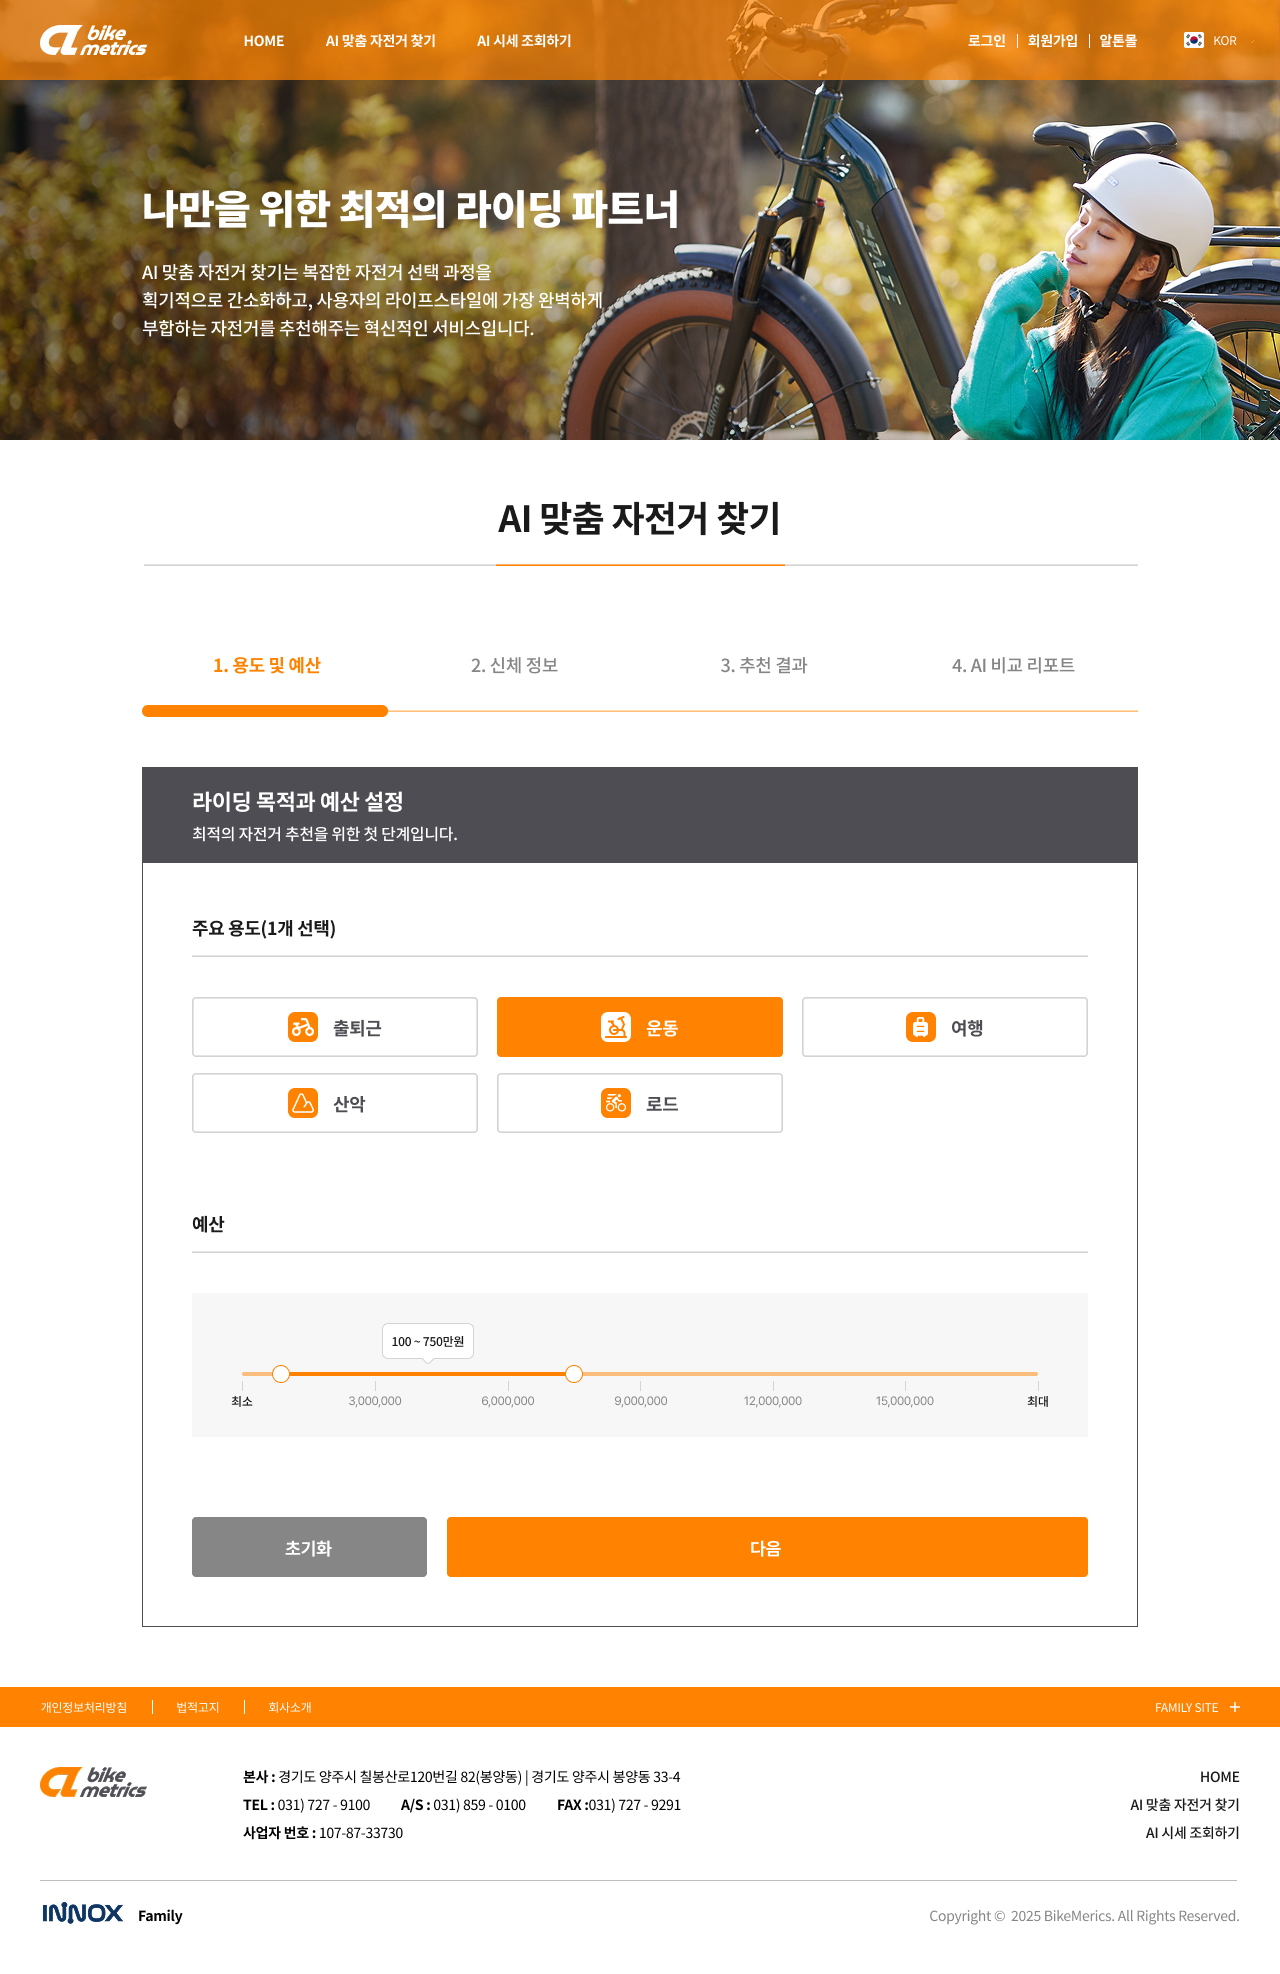 bike
metrics
HOME
AI 맞춤 자전거 찾기
AI 시세 조회하기
로그인
회원가입
알톤몰
KOR
나만을 위한 최적의 라이딩 파트너
AI 맞춤 자전거 찾기는 복잡한 자전거 선택 과정을
획기적으로 간소화하고, 사용자의 라이프스타일에 가장 완벽하게
부합하는 자전거를 추천해주는 혁신적인 서비스입니다.
AI 맞춤 자전거 찾기
1. 용도 및 예산
2. 신체 정보
3. 추천 결과
4. AI 비교 리포트
라이딩 목적과 예산 설정
최적의 자전거 추천을 위한 첫 단계입니다.
주요 용도(1개 선택)
출퇴근
운동
여행
산악
로드
예산
100 ~ 750만원
최소
3,000,000
6,000,000
9,000,000
12,000,000
15,000,000
최대
초기화
다음
개인정보처리방침
법적고지
회사소개
FAMILY SITE +
bike
metrics
본사 : 경기도 양주시 칠봉산로120번길 82(봉양동) | 경기도 양주시 봉양동 33-4
TEL : 031) 727 - 9100 A/S : 031) 859 - 0100 FAX :031) 727 - 9291
사업자 번호 : 107-87-33730
HOME
AI 맞춤 자전거 찾기
AI 시세 조회하기
INNOX Family
Copyright © 2025 BikeMerics. All Rights Reserved.